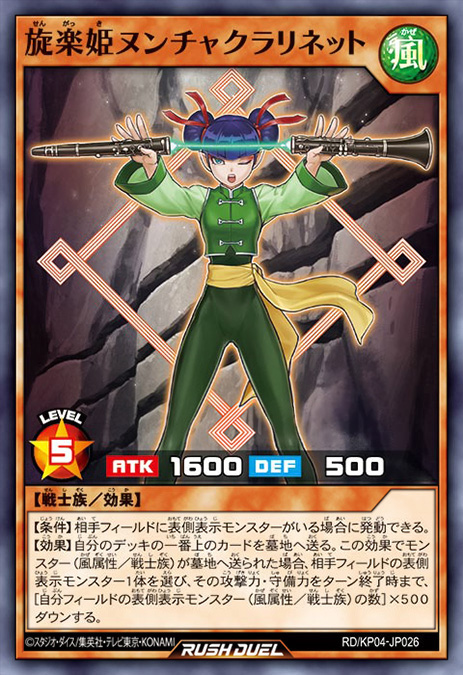 旋楽姫ヌンチャクラリネット
風
LEVEL
5
ATK 1600 DEF 500
【戦士族／効果】
【条件】相手フィールドに表側表示モンスターがいる場合に発動できる。
【効果】自分のデッキの一番上のカードを墓地へ送る。この効果でモン
スター（風属性／戦士族）が墓地へ送られた場合、相手フィールドの表側
表示モンスター1体を選び、その攻撃力・守備力をターン終了時まで、
［自分フィールドの表側表示モンスター（風属性／戦士族）の数］×500
ダウンする。
©スタジオ・ダイス/集英社・テレビ東京・KONAMI
RUSH DUEL
RD/KP04-JP026